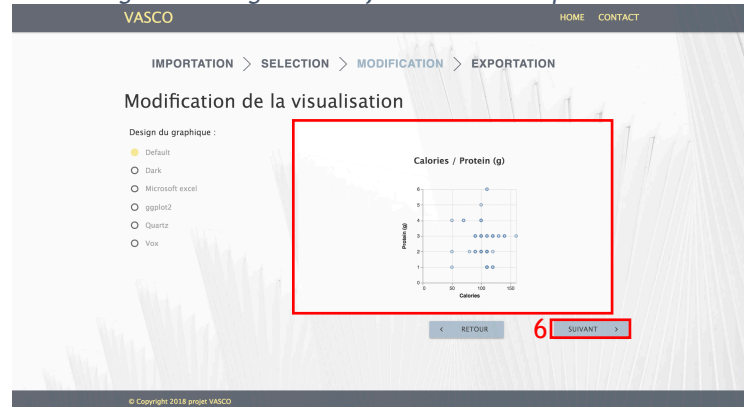 VASCO HOME CONTACT
IMPORTATION > SELECTION > MODIFICATION > EXPORTATION
Modification de la visualisation
Design du graphique :
Default
Dark
Microsoft excel
ggplot2
Quartz
Vox
Calories / Protein (g)
Protein (g)
6
5
4
3
2
1
0
0 50 100 150
Calories
< RETOUR
6 SUIVANT >
© Copyright 2018 projet VASCO